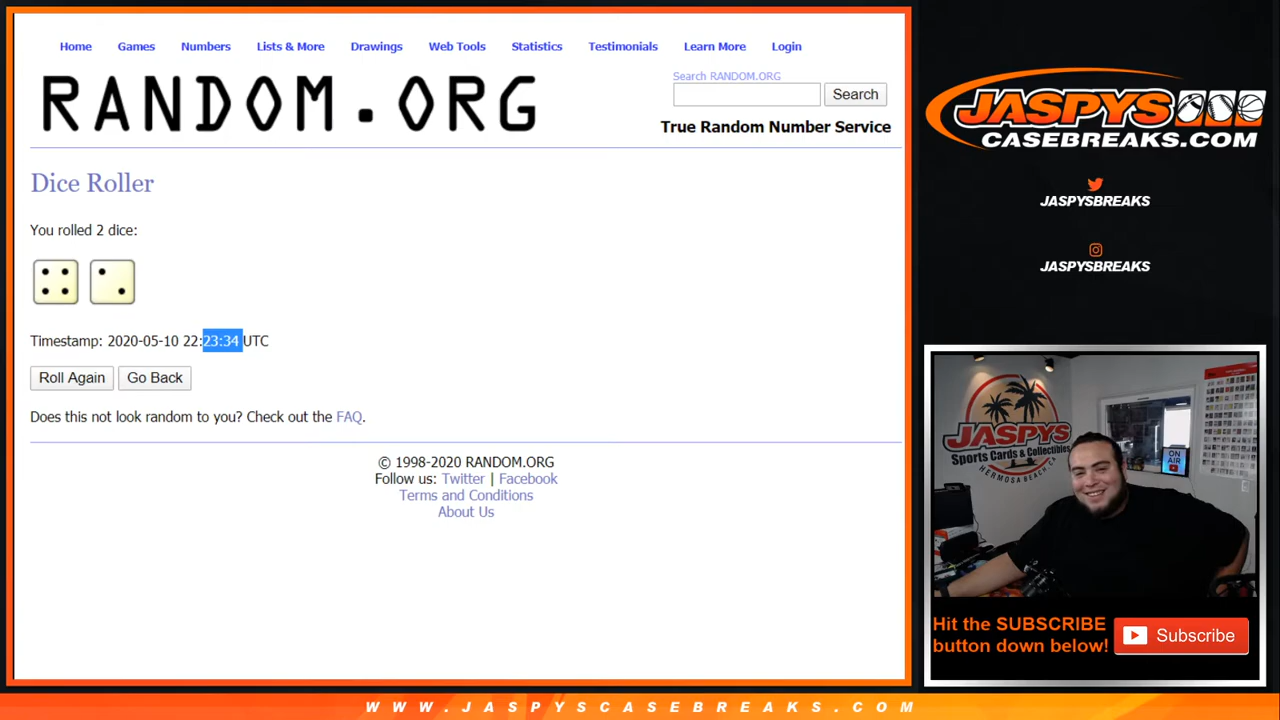 Home Games Numbers Lists & More Drawings Web Tools Statistics Testimonials Learn More Login
RANDOM.ORG
Search RANDOM.ORG
Search
True Random Number Service
Dice Roller
You rolled 2 dice:
Timestamp: 2020-05-10 22:23:34 UTC
Roll Again Go Back
Does this not look random to you? Check out the FAQ.
© 1998-2020 RANDOM.ORG
Follow us: Twitter | Facebook
Terms and Conditions
About Us
JASPYS
CASEBREAKS.COM
JASPYSBREAKS
JASPYSBREAKS
JASPYS
Sports Cards & Collectibles
HERMOSA BEACH CA
ON
AIR
Hit the SUBSCRIBE
button down below!
Subscribe
WWW.JASPYSCASEBREAKS.COM